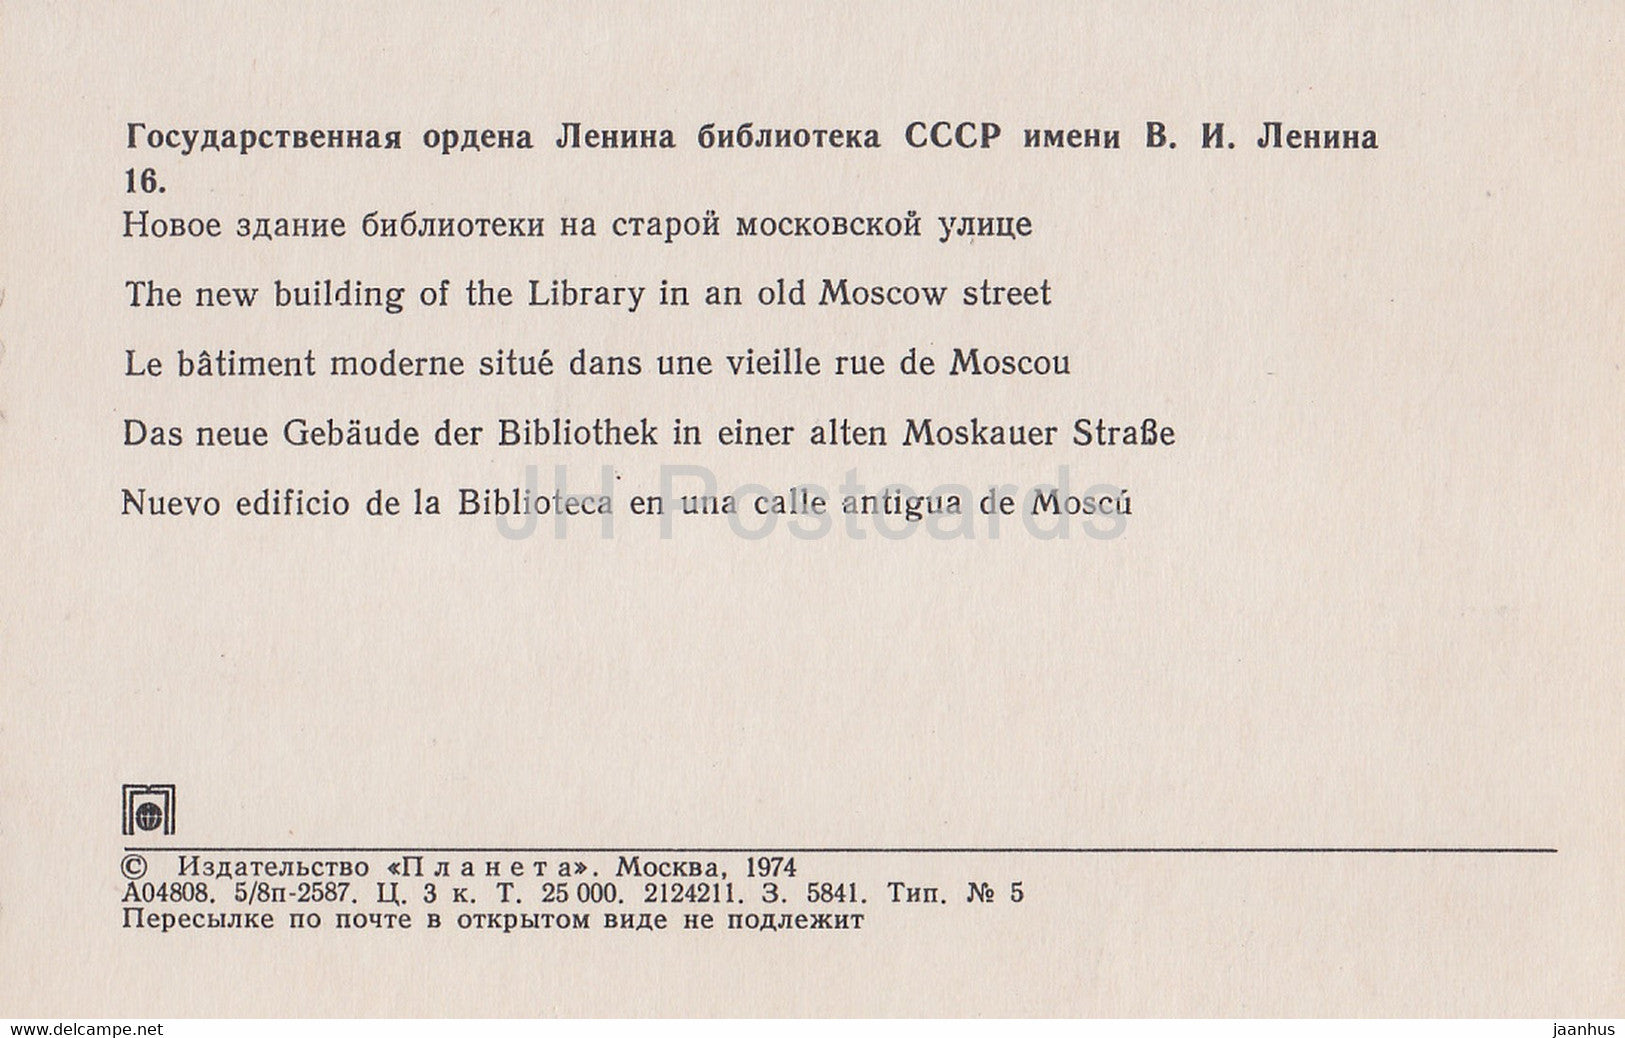 Государственная ордена Ленина библиотека СССР имени В. И. Ленина
16.
Новое здание библиотеки на старой московской улице
The new building of the Library in an old Moscow street
Le bâtiment moderne situé dans une vieille rue de Moscou
Das neue Gebäude der Bibliothek in einer alten Moskauer Straße
Nuevo edificio de la Biblioteca en una calle antigua de Moscú
JH Postcards
© Издательство «Планета». Москва, 1974
А04808. 5/8п-2587. Ц. 3 к. Т. 25 000. 2124211. З. 5841. Тип. № 5
Пересылке по почте в открытом виде не подлежит
www.delcampe.net
jaanhus